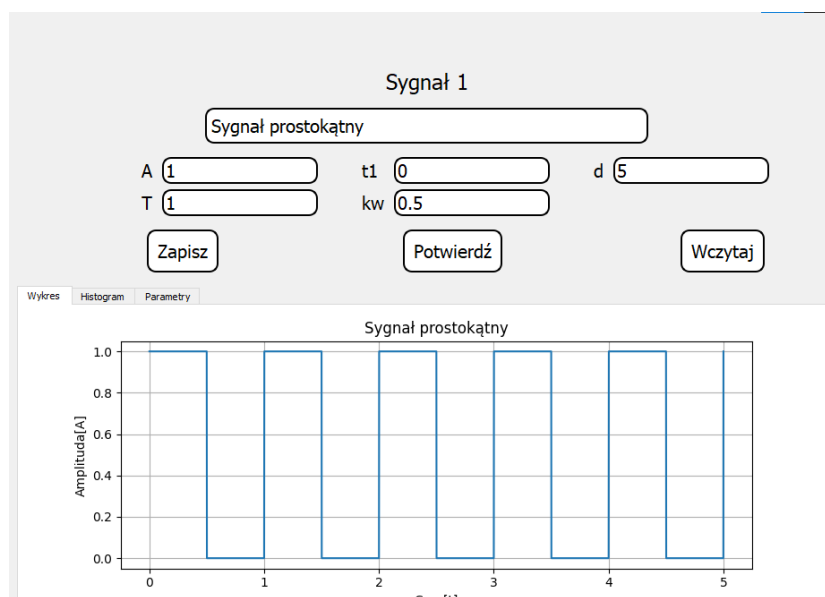 Sygnał 1
Sygnał prostokątny
A 1 t1 0 d 5
T 1 kw 0.5
Zapisz Potwierdź Wczytaj
Wykres Histogram Parametry
Sygnał prostokątny
Amplituda[A]
1.0
0.8
0.6
0.4
0.2
0.0
0 1 2 3 4 5